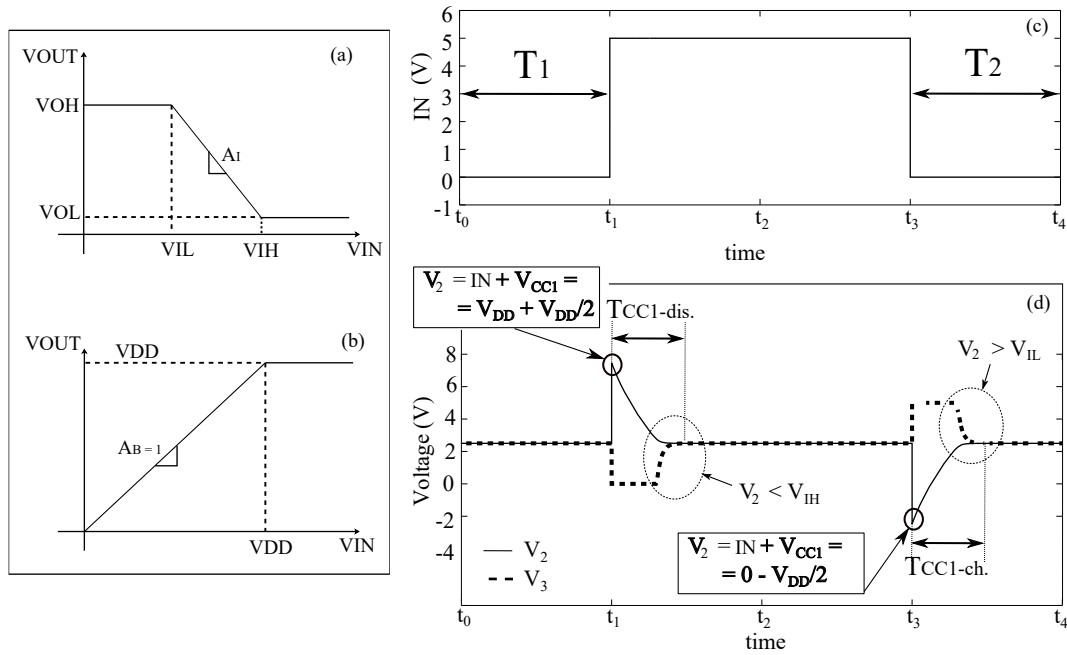 (a)
VOUT
VOH
AI
VOL
VIL
VIH
VIN
(b)
VOUT
VDD
AB = 1
VDD
VIN
(c)
6
5
4
3
2
1
0
-1
IN (V)
T1
T2
t0
t1
t2
t3
t4
time
(d)
V2 = IN + VCC1 =
= VDD + VDD/2
TCC1-dis.
V2 > VIL
8
6
4
2
0
-2
-4
Voltage (V)
V2 < VIH
V2 = IN + VCC1 =
= 0 - VDD/2
TCC1-ch.
V2
V3
t0
t1
t2
t3
t4
time